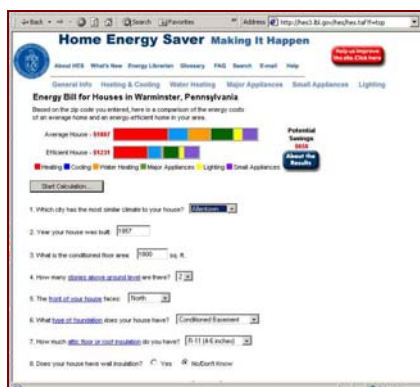 Back
Search
Favorites
Address http://hes3.lbl.gov/hes/hes.taf?f=top
Home Energy Saver Making It Happen
Help us improve
the site. Click here
About HES What's New Energy Librarian Glossary FAQ Search E-mail Help
General Info Heating & Cooling Water Heating Major Appliances Small Appliances Lighting
Energy Bill for Houses in Warminster, Pennsylvania
Based on the zip code you entered, here is a comparison of the energy costs
of an average home and an energy-efficient home in your area.
Average House -
Potential
Savings
Efficient House - $1231
About the
Results
Heating Cooling Water Heating Major Appliances Lighting Small Appliances
Start Calculation...
1. Which city has the most similar climate to your house? Allentown
2. Year your house was built:
3. What is the conditioned floor area: 1800 sq. ft.
4. How many stories above ground level are there? 2
5. The front of your house faces: North
6. What type of foundation does your house have? Conditioned Basement
7. How much attic floor or roof insulation do you have? R-11 (4-6 inches)
8. Does your house have wall insulation? Yes No/Don't Know